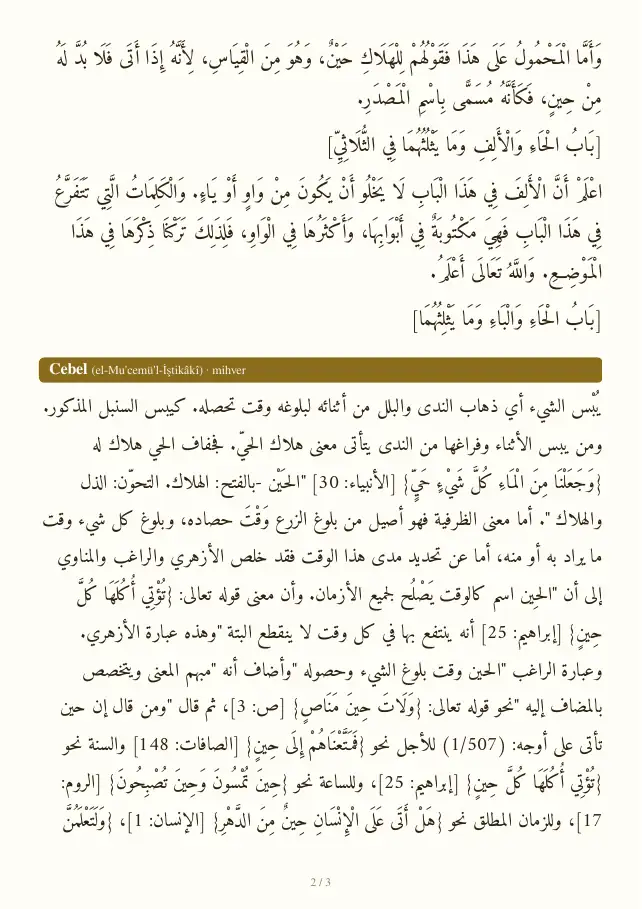 وَأَمَّا الْمَحْمُولُ عَلَى هَذَا فَقَوْلُهُمْ لِلْهَلَاكِ حَيْنٌ، وَهُوَ مِنَ الْقِيَاسِ، لِأَنَّهُ إِذَا أَتَى فَلَا بُدَّ لَهُ
مِنْ حِينٍ، فَكَأَنَّهُ مُسَمًّى بِاسْمِ الْمَصْدَرِ.
[بَابُ الْحَاءِ وَالْأَلِفِ وَمَا يَثْلُثُهُمَا فِي الثُّلَاثِيِّ]
اعْلَمْ أَنَّ الْأَلِفَ فِي هَذَا الْبَابِ لَا يَخْلُو أَنْ يَكُونَ مِنْ وَاوٍ أَوْ يَاءٍ. وَالْكَلِمَاتُ الَّتِي تَتَفَرَّعُ
فِي هَذَا الْبَابِ فَهِيَ مَكْتُوبَةٌ فِي أَبْوَابِهَا، وَأَكْثَرُهَا فِي الْوَاوِ، فَلِذَلِكَ تَرَكْنَا ذِكْرَهَا فِي هَذَا
الْمَوْضِعِ. وَاللَّهُ تَعَالَى أَعْلَمُ.
[بَابُ الْحَاءِ وَالْبَاءِ وَمَا يَثْلِثُهُمَا]
Cebel (el-Mu'cemü'l-İştikâkî) · mihver
يُبْس الشيء أي ذهاب الندى والبلل من أثنائه لبلوغه وقت تحصله. كيبس السنبل المذكور.
ومن يبس الأثناء وفراغها من الندى يتأتى معنى هلاك الحيّ. فجفاف الحي هلاك له
{وَجَعَلْنَا مِنَ الْمَاءِ كُلَّ شَيْءٍ حَيٍّ} [الأنبياء: 30] "الحَيْن -بالفتح: الهلاك. التحوّن: الذل
والهلاك ". أما معنى الظرفية فهو أصيل من بلوغ الزرع وَقْتَ حصاده، وبلوغ كل شيء وقت
ما يراد به أو منه، أما عن تحديد مدى هذا الوقت فقد خلص الأزهري والراغب والمناوي
إلى أن "الحِين اسم كالوقت يَصْلُح لجميع الأزمان. وأن معنى قوله تعالى: {تُؤْتِي أُكُلَهَا كُلَّ
حِينٍ} [إبراهيم: 25] أنه ينتفع بها في كل وقت لا ينقطع البتة "وهذه عبارة الأزهري.
وعبارة الراغب "الحين وقت بلوغ الشيء وحصوله "وأضاف أنه "مبهم المعنى ويتخصص
بالمضاف إليه "نحو قوله تعالى: {وَلَاتَ حِينَ مَنَاصٍ} [ص: 3]، ثم قال "ومن قال إن حين
تأتى على أوجه: (1/507) للأجل نحو {فَمَتَّعْنَاهُمْ إِلَى حِينٍ} [الصافات: 148] والسنة نحو
{تُؤْتِي أُكُلَهَا كُلَّ حِينٍ} [إبراهيم: 25]، وللساعة نحو {حِينَ تُمْسُونَ وَحِينَ تُصْبِحُونَ} [الروم:
17]، وللزمان المطلق نحو {هَلْ أَتَى عَلَى الْإِنْسَانِ حِينٌ مِنَ الدَّهْرِ} [الإنسان: 1]، {وَلَتَعْلَمُنَّ
2 / 3